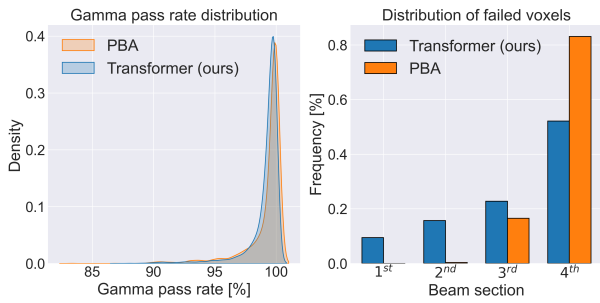 Gamma pass rate distribution
PBA
Transformer (ours)
Density
0.4
0.3
0.2
0.1
0.0
85 90 95 100
Gamma pass rate [%]
Distribution of failed voxels
Transformer (ours)
PBA
Frequency [%]
0.8
0.6
0.4
0.2
0.0
1st 2nd 3rd 4th
Beam section